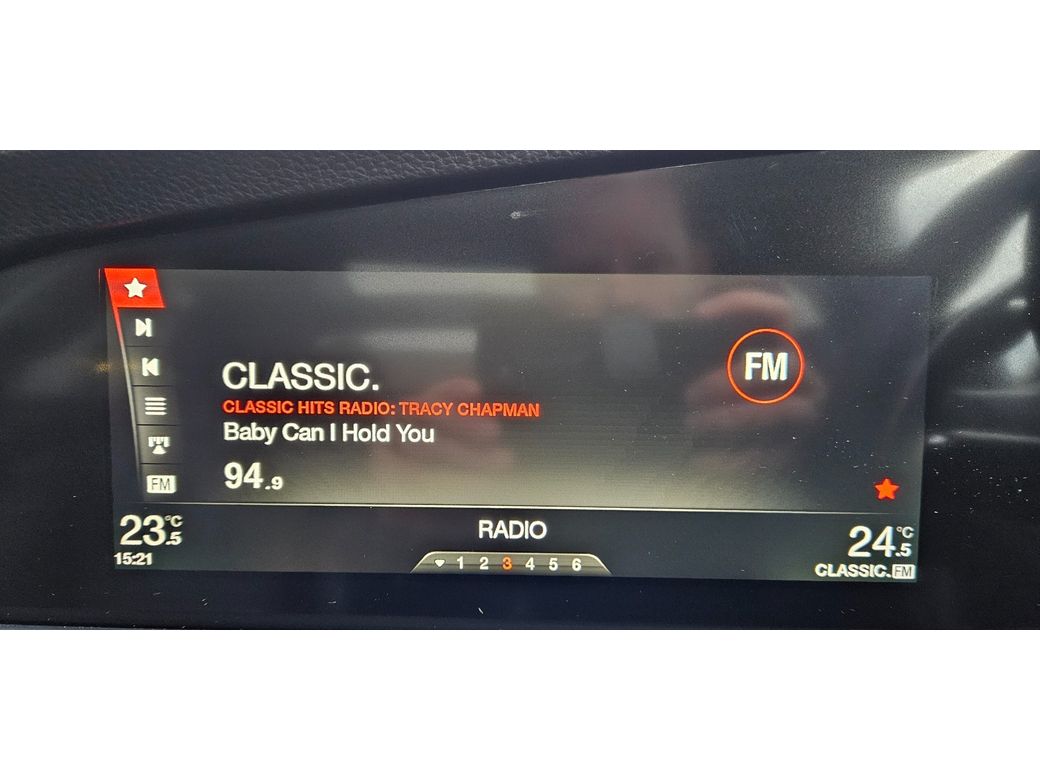 CLASSIC.
CLASSIC HITS RADIO: TRACY CHAPMAN
Baby Can I Hold You
94.9
FM
FM
23.5°C
15:21
RADIO
1 2 3 4 5 6
24.5°C
CLASSIC. FM